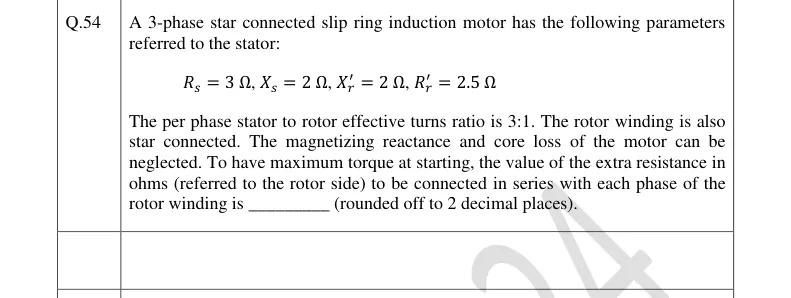 Q.54 A 3-phase star connected slip ring induction motor has the following parameters
referred to the stator:
R_s = 3 Ω, X_s = 2 Ω, X_r′ = 2 Ω, R_r′ = 2.5 Ω
The per phase stator to rotor effective turns ratio is 3:1. The rotor winding is also
star connected. The magnetizing reactance and core loss of the motor can be
neglected. To have maximum torque at starting, the value of the extra resistance in
ohms (referred to the rotor side) to be connected in series with each phase of the
rotor winding is _________ (rounded off to 2 decimal places).